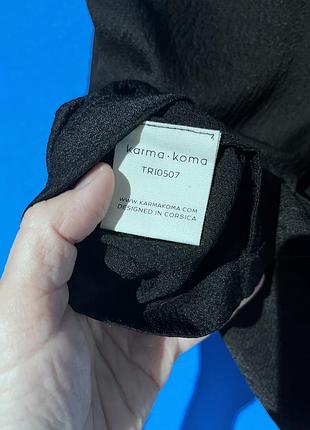 karma·koma
TRI0507
WWW.KARMAKOMA.COM
DESIGNED IN CORSICA